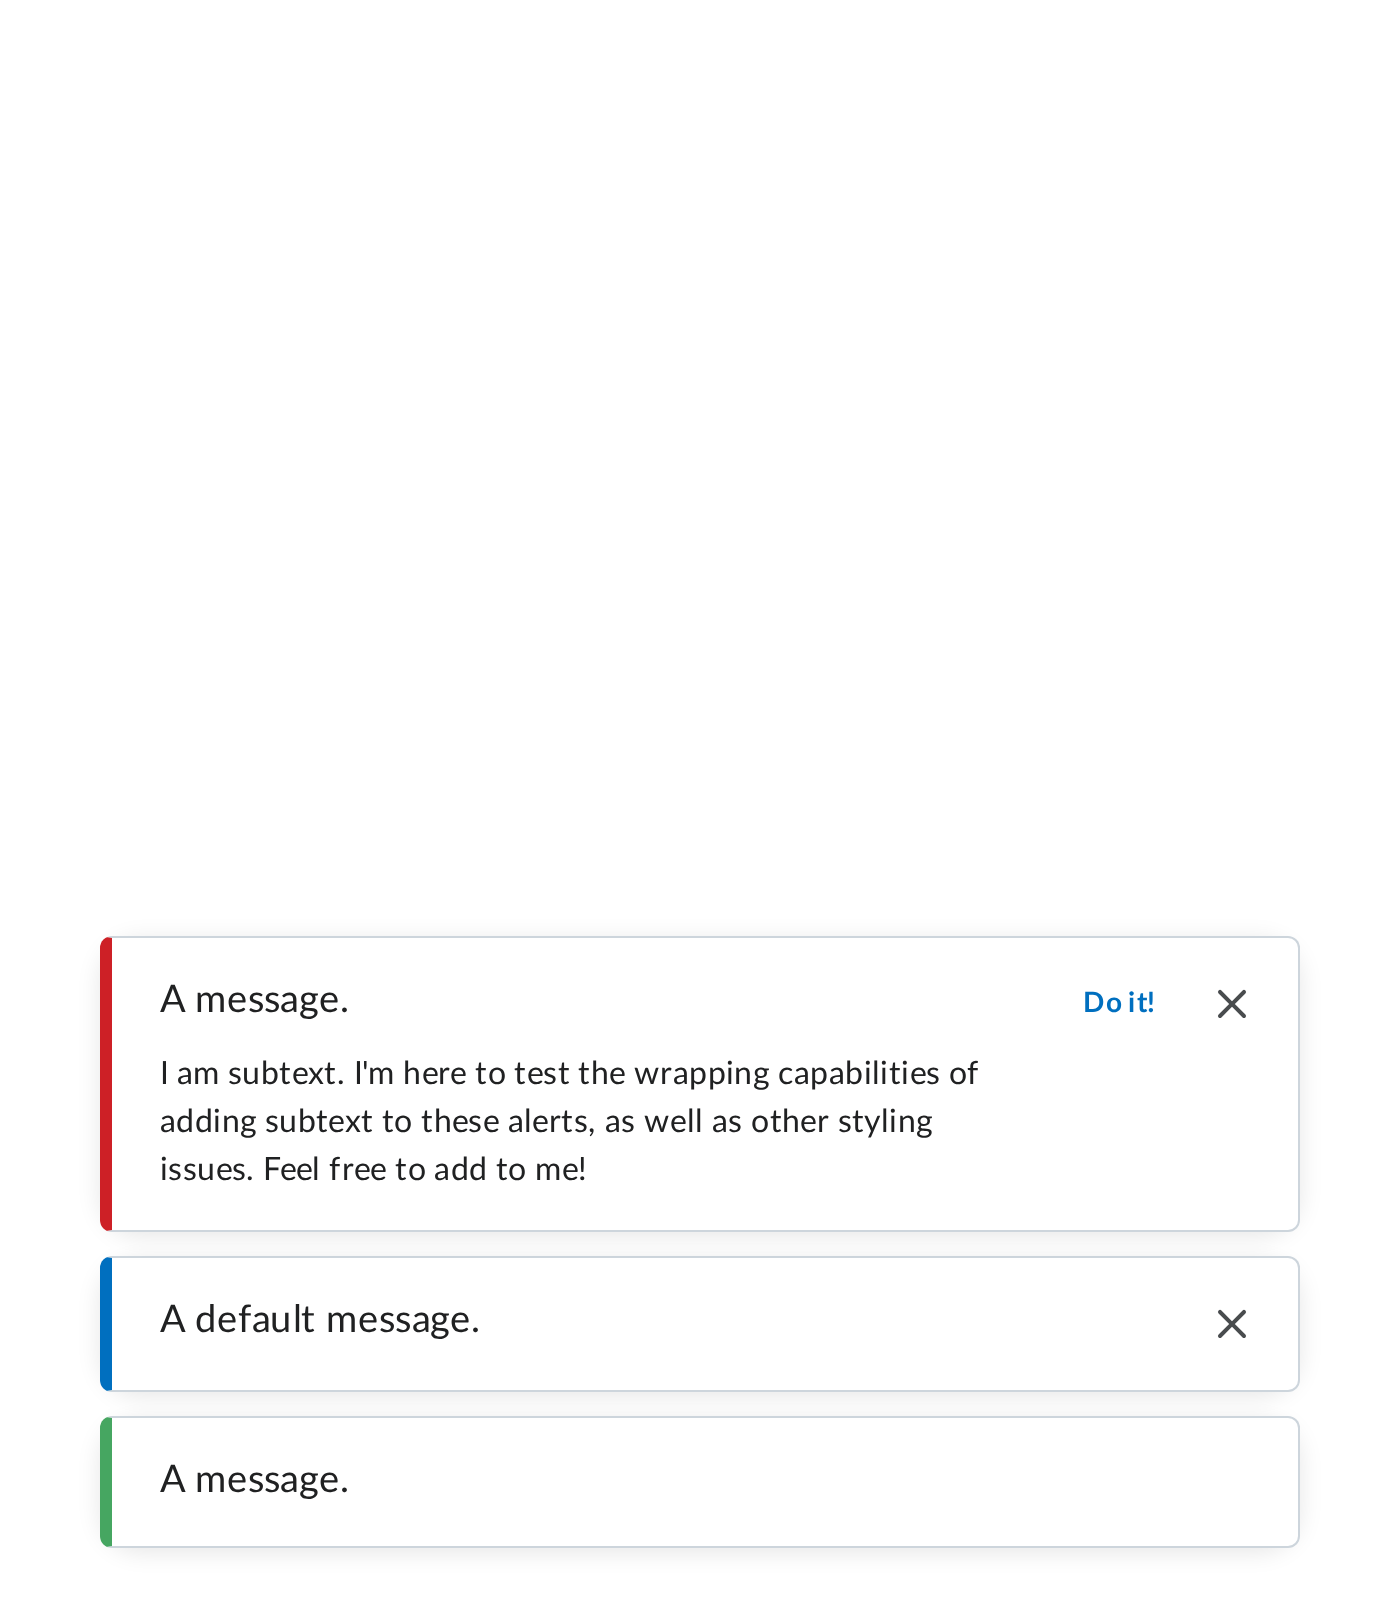 A message.
Do it!
I am subtext. I'm here to test the wrapping capabilities of
adding subtext to these alerts, as well as other styling
issues. Feel free to add to me!
A default message.
A message.